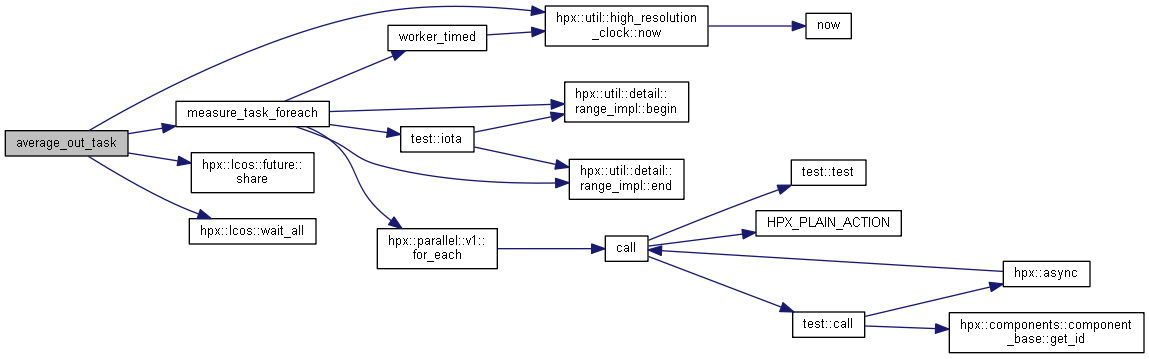 hpx::util::high_resolution
_clock::now
now
worker_timed
hpx::util::detail::
range_impl::begin
measure_task_foreach
test::iota
average_out_task
hpx::lcos::future::
share
hpx::util::detail::
range_impl::end
test::test
hpx::lcos::wait_all
HPX_PLAIN_ACTION
hpx::parallel::v1::
for_each
call
hpx::async
test::call
hpx::components::component
_base::get_id